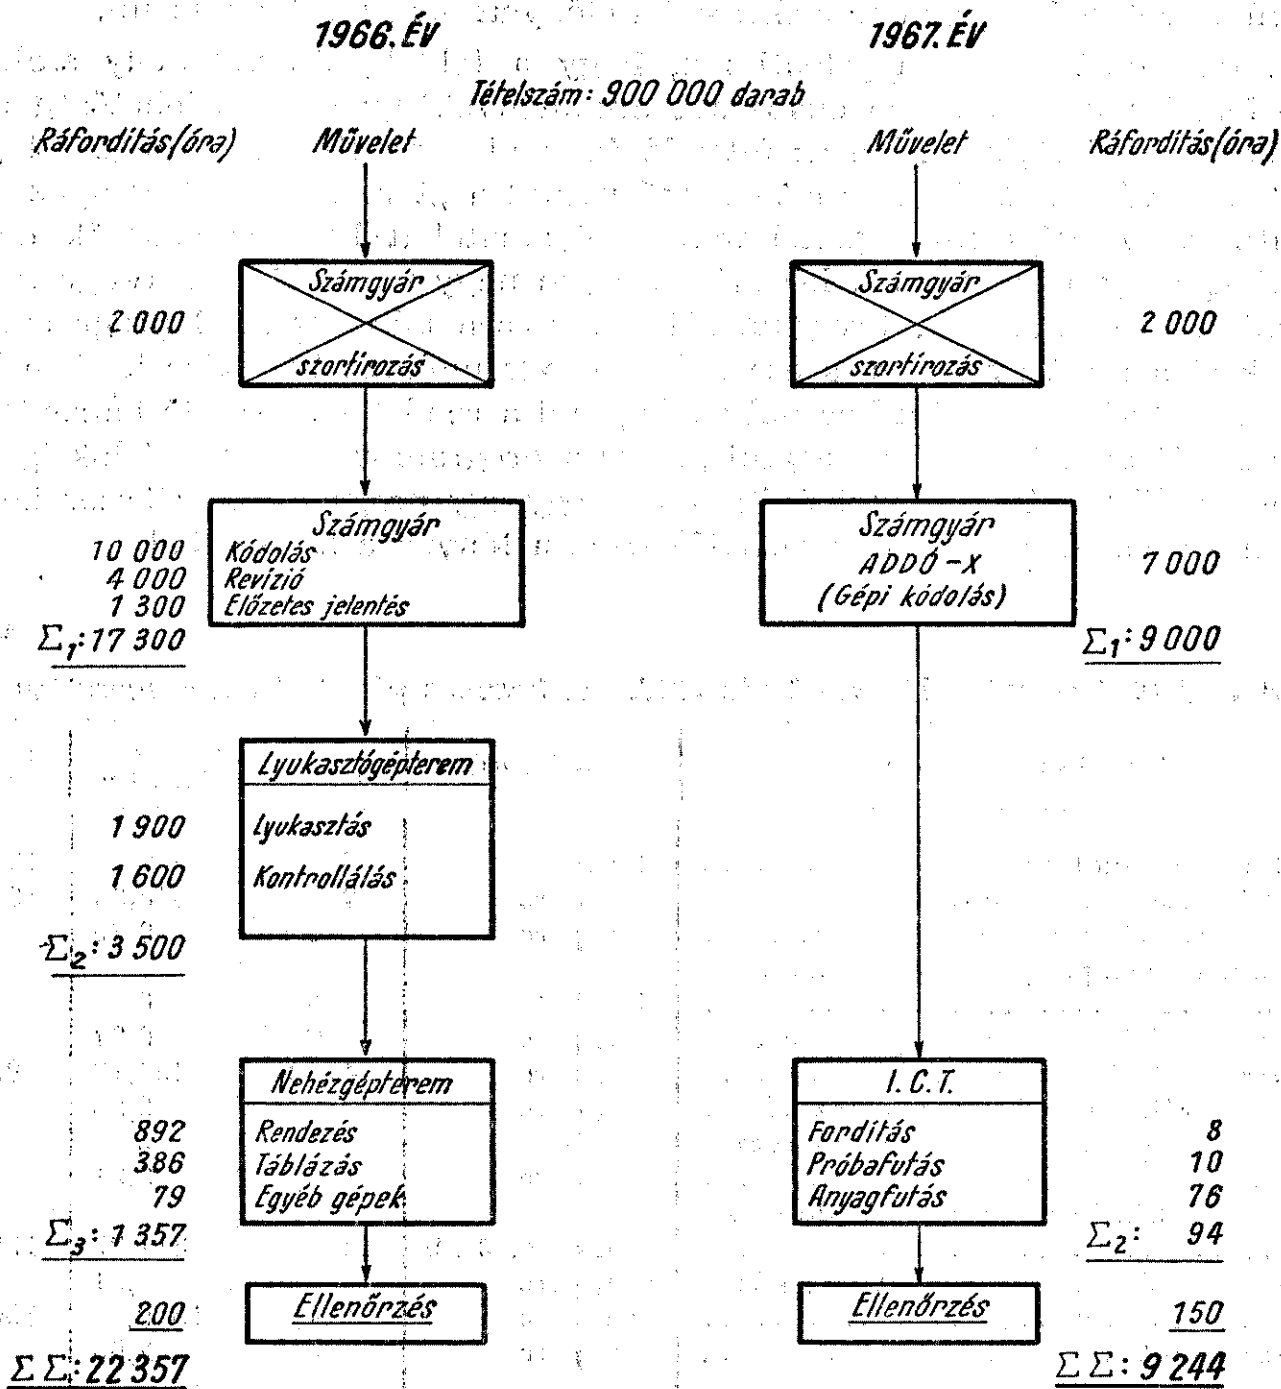 1966. ÉV 1967. ÉV
Tételszám: 900 000 darab
Ráfordítás (óra) Művelet Művelet Ráfordítás (óra)
Számgyár Számgyár
2 000 2 000
szortírozás szortírozás
Számgyár Számgyár
10 000 Kódolás ADDÓ-X 7 000
4 000 Revízió
1 300 Előzetes jelentés (Gépi kódolás)
Σ1: 17 300 Σ1: 9 000
Lyukasztógépterem
1 900 Lyukasztás
1 600 Kontrollálás
Σ2: 3 500
Nehézgépterem I. C. T.
892 Rendezés Fordítás 8
386 Táblázás Próbafutás 10
79 Egyéb gépek Anyagfutás 76
Σ3: 1 357 Σ2: 94
200 Ellenőrzés Ellenőrzés 150
ΣΣ: 22 357 ΣΣ: 9 244